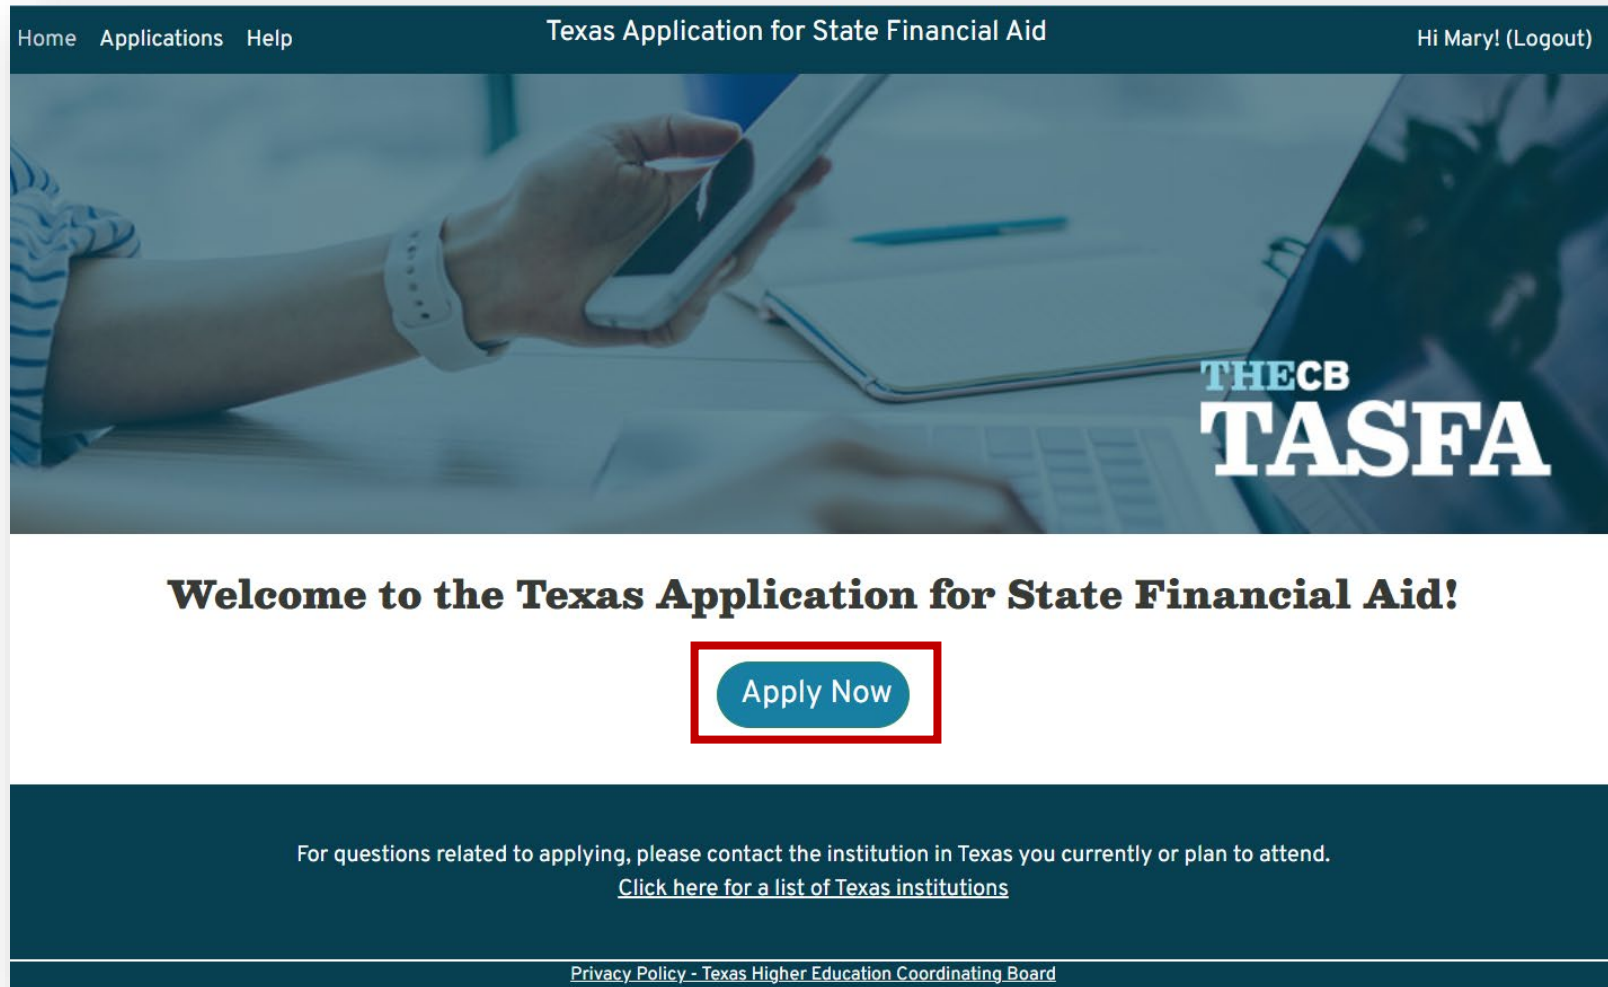 Home Applications Help
Texas Application for State Financial Aid
Hi Mary! (Logout)
THECB
TASFA
Welcome to the Texas Application for State Financial Aid!
Apply Now
For questions related to applying, please contact the institution in Texas you currently or plan to attend.
Click here for a list of Texas institutions
Privacy Policy - Texas Higher Education Coordinating Board